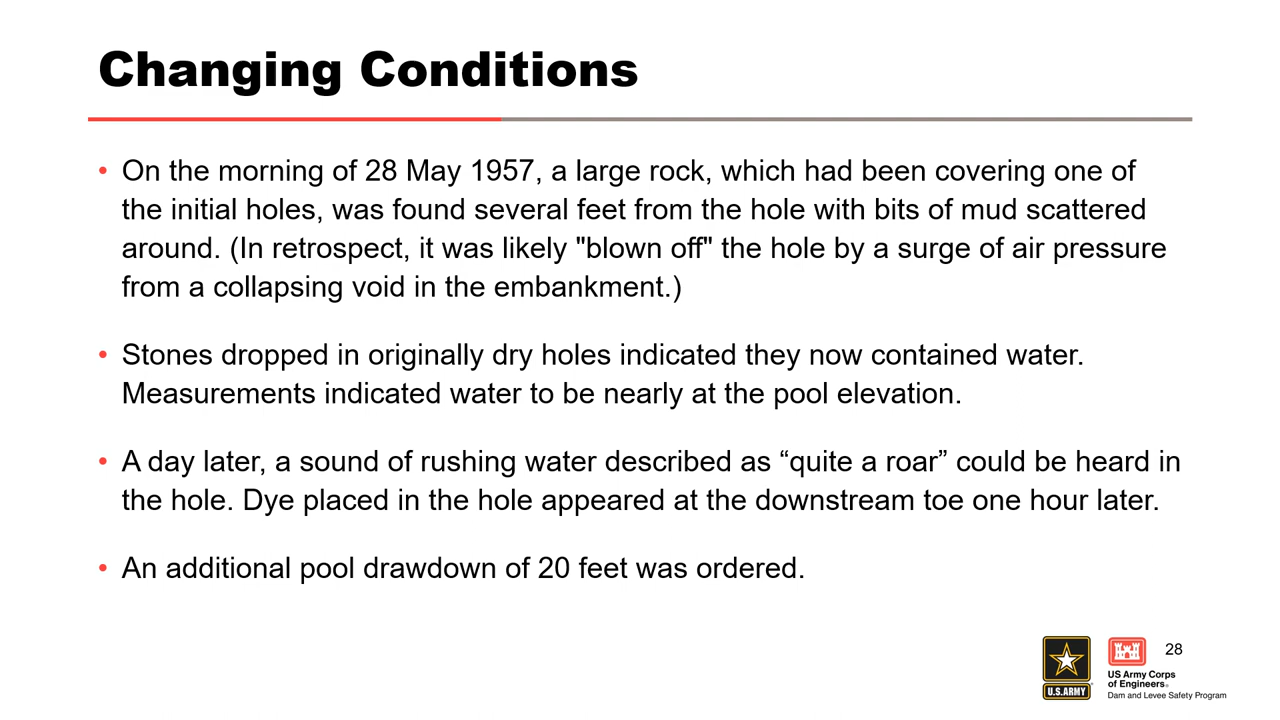 Changing Conditions
• On the morning of 28 May 1957, a large rock, which had been covering one of
the initial holes, was found several feet from the hole with bits of mud scattered
around. (In retrospect, it was likely "blown off" the hole by a surge of air pressure
from a collapsing void in the embankment.)
• Stones dropped in originally dry holes indicated they now contained water.
Measurements indicated water to be nearly at the pool elevation.
• A day later, a sound of rushing water described as “quite a roar” could be heard in
the hole. Dye placed in the hole appeared at the downstream toe one hour later.
• An additional pool drawdown of 20 feet was ordered.
28
U.S.ARMY
US Army Corps
of Engineers®
Dam and Levee Safety Program